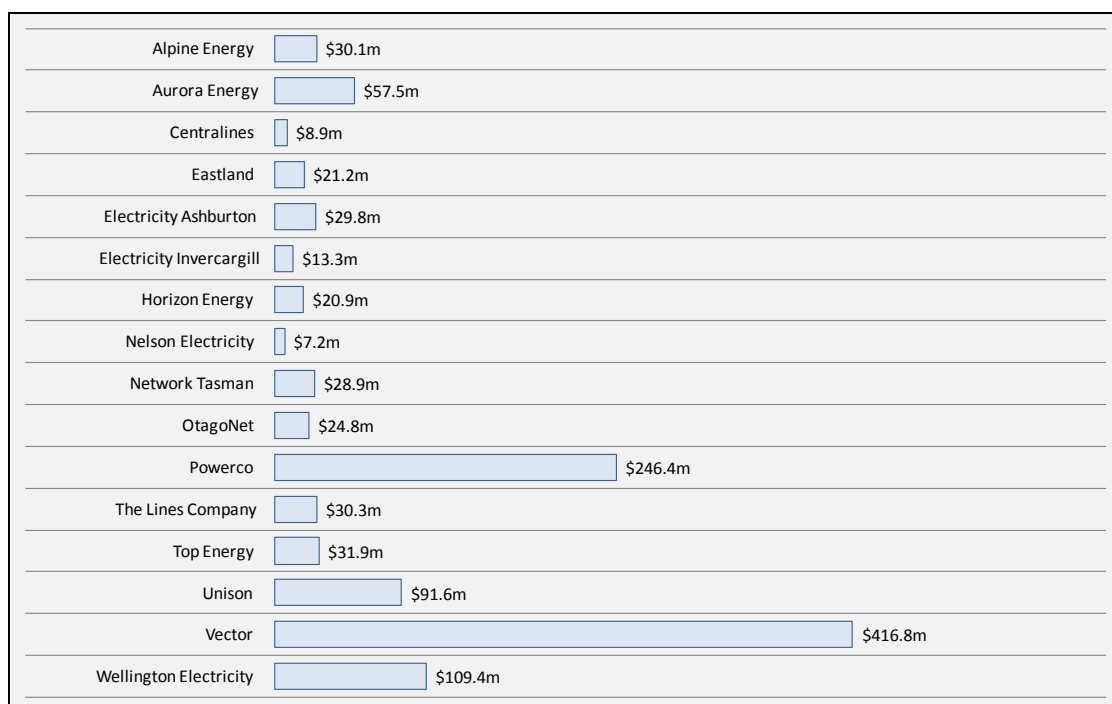 Alpine Energy $30.1m
Aurora Energy $57.5m
Centralines $8.9m
Eastland $21.2m
Electricity Ashburton $29.8m
Electricity Invercargill $13.3m
Horizon Energy $20.9m
Nelson Electricity $7.2m
Network Tasman $28.9m
OtagoNet $24.8m
Powerco $246.4m
The Lines Company $30.3m
Top Energy $31.9m
Unison $91.6m
Vector $416.8m
Wellington Electricity $109.4m